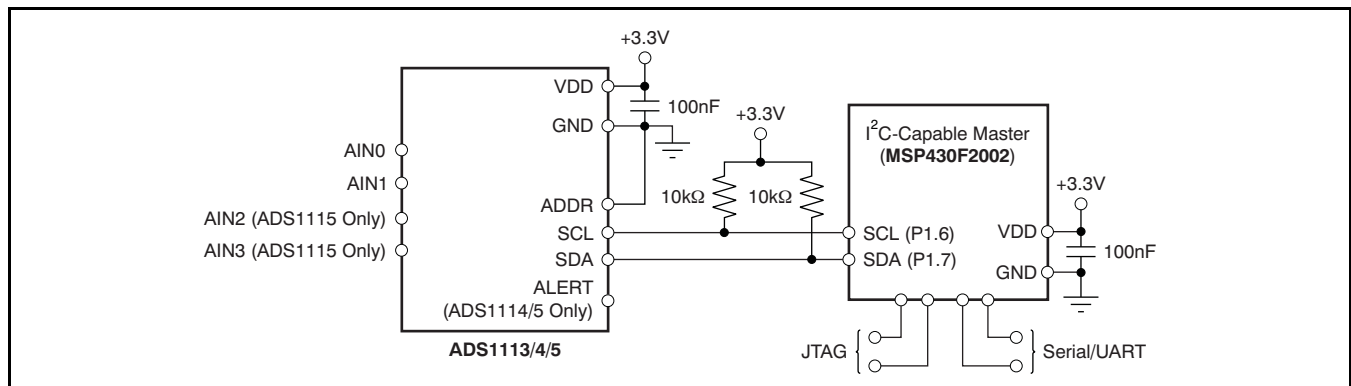 +3.3V
VDD
100nF
GND
+3.3V
I²C-Capable Master
(MSP430F2002)
AIN0
AIN1
+3.3V
10kΩ
10kΩ
ADDR
AIN2 (ADS1115 Only)
SCL
SCL (P1.6)
VDD
AIN3 (ADS1115 Only)
SDA
SDA (P1.7)
100nF
GND
ALERT
(ADS1114/5 Only)
ADS1113/4/5
JTAG
Serial/UART